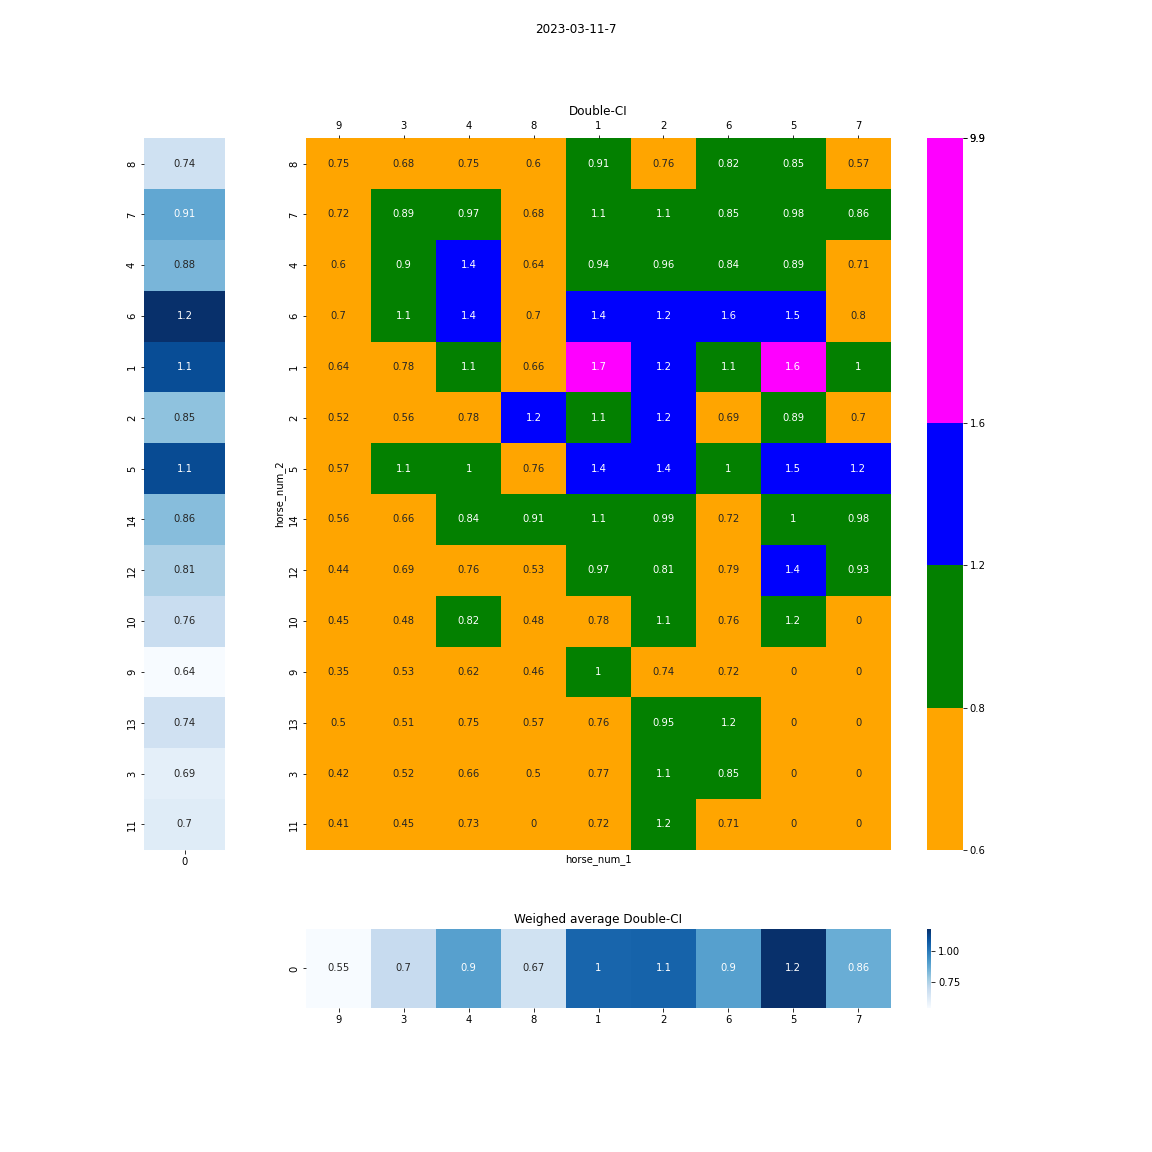 2023-03-11-7
Double-CI
9 3 4 8 1 2 6 5 7
8 0.74 8 0.75 0.68 0.75 0.6 0.91 0.76 0.82 0.85 0.57
7 0.91 7 0.72 0.89 0.97 0.68 1.1 1.1 0.85 0.98 0.86
4 0.88 4 0.6 0.9 1.4 0.64 0.94 0.96 0.84 0.89 0.71
6 1.2 6 0.7 1.1 1.4 0.7 1.4 1.2 1.6 1.5 0.8
1 1.1 1 0.64 0.78 1.1 0.66 1.7 1.2 1.1 1.6 1
2 0.85 2 0.52 0.56 0.78 1.2 1.1 1.2 0.69 0.89 0.7
5 1.1 5 0.57 1.1 1 0.76 1.4 1.4 1 1.5 1.2
14 0.86 14 0.56 0.66 0.84 0.91 1.1 0.99 0.72 1 0.98
12 0.81 12 0.44 0.69 0.76 0.53 0.97 0.81 0.79 1.4 0.93
10 0.76 10 0.45 0.48 0.82 0.48 0.78 1.1 0.76 1.2 0
9 0.64 9 0.35 0.53 0.62 0.46 1 0.74 0.72 0 0
13 0.74 13 0.5 0.51 0.75 0.57 0.76 0.95 1.2 0 0
3 0.69 3 0.42 0.52 0.66 0.5 0.77 1.1 0.85 0 0
11 0.7 11 0.41 0.45 0.73 0 0.72 1.2 0.71 0 0
0
horse_num_2
horse_num_1
9.9
1.6
1.2
0.8
0.6
Weighed average Double-CI
0 0.55 0.7 0.9 0.67 1 1.1 0.9 1.2 0.86
9 3 4 8 1 2 6 5 7
1.00
0.75